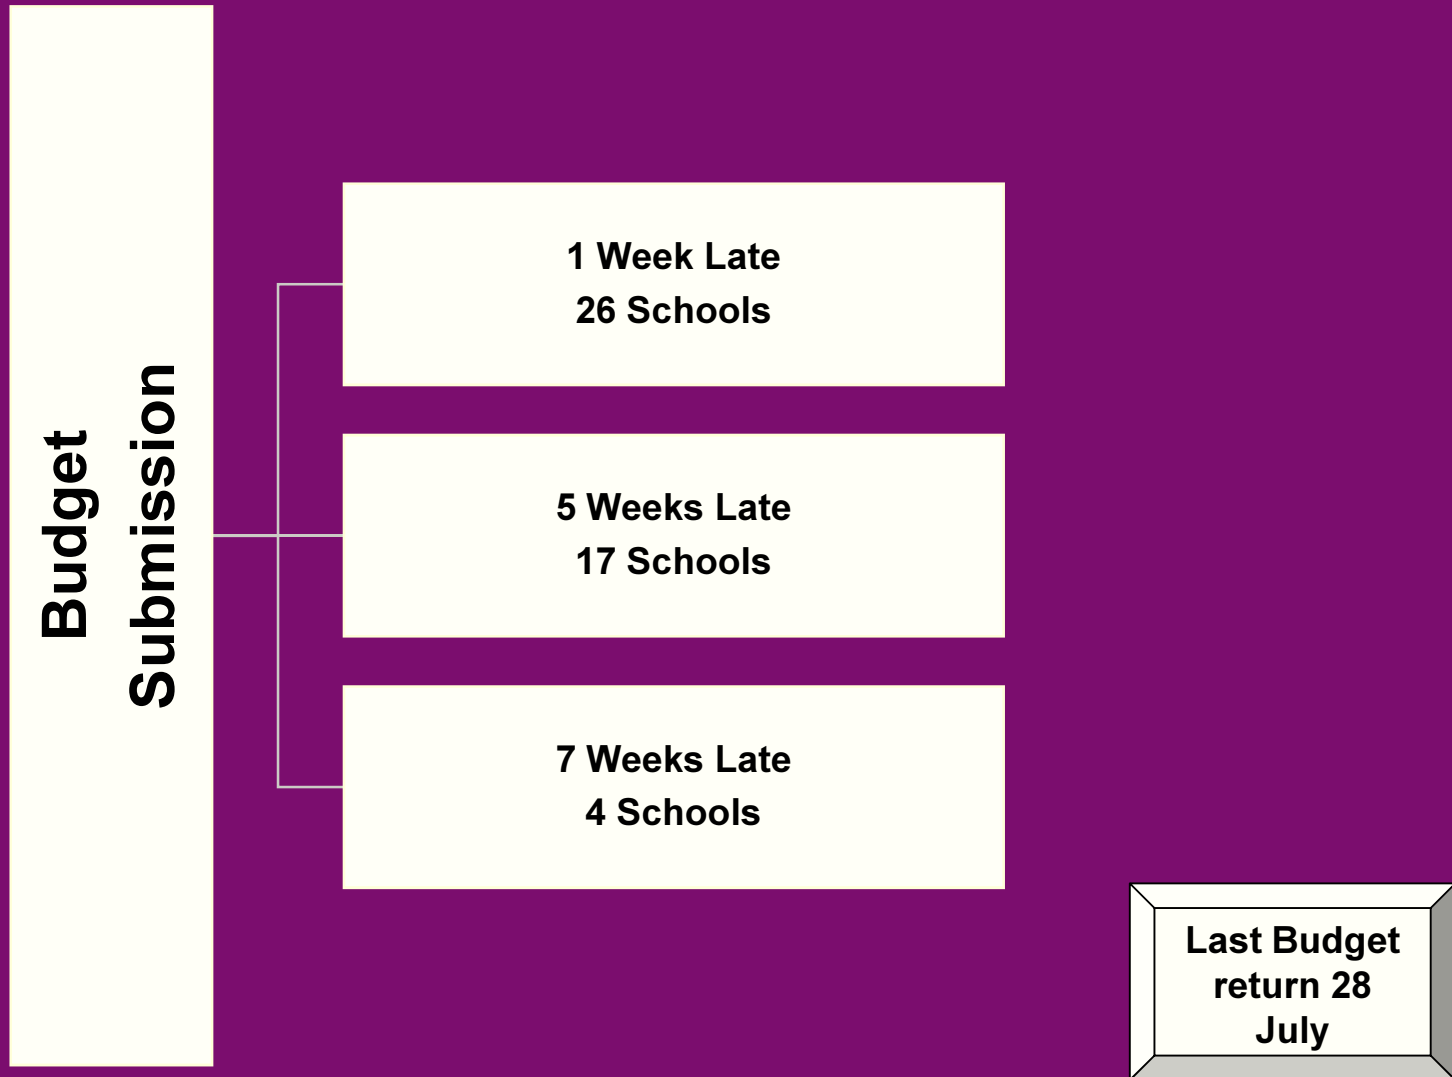 Budget
Submission
1 Week Late
26 Schools
5 Weeks Late
17 Schools
7 Weeks Late
4 Schools
Last Budget
return 28
July